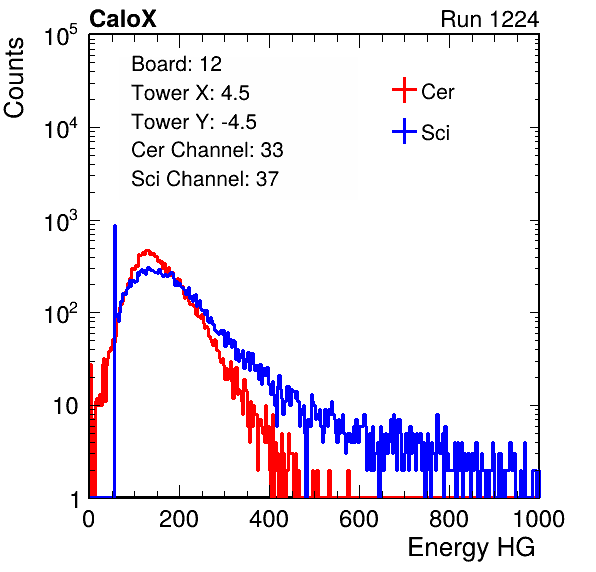 CaloX Run 1224
Counts
10^5
10^4
10^3
10^2
10
1
Board: 12
Tower X: 4.5
Tower Y: -4.5
Cer Channel: 33
Sci Channel: 37
Cer
Sci
0 200 400 600 800 1000
Energy HG